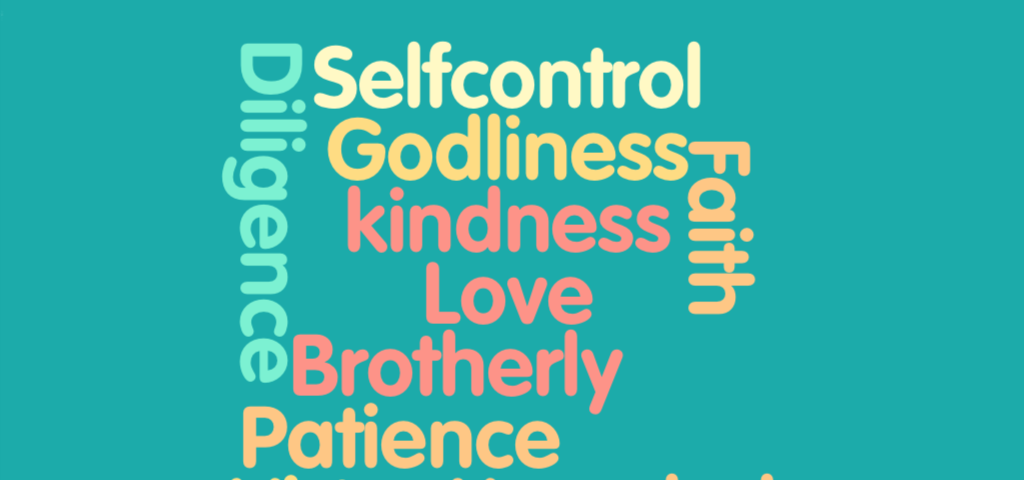 Diligence
Selfcontrol
Godliness
Faith
kindness
Love
Brotherly
Patience